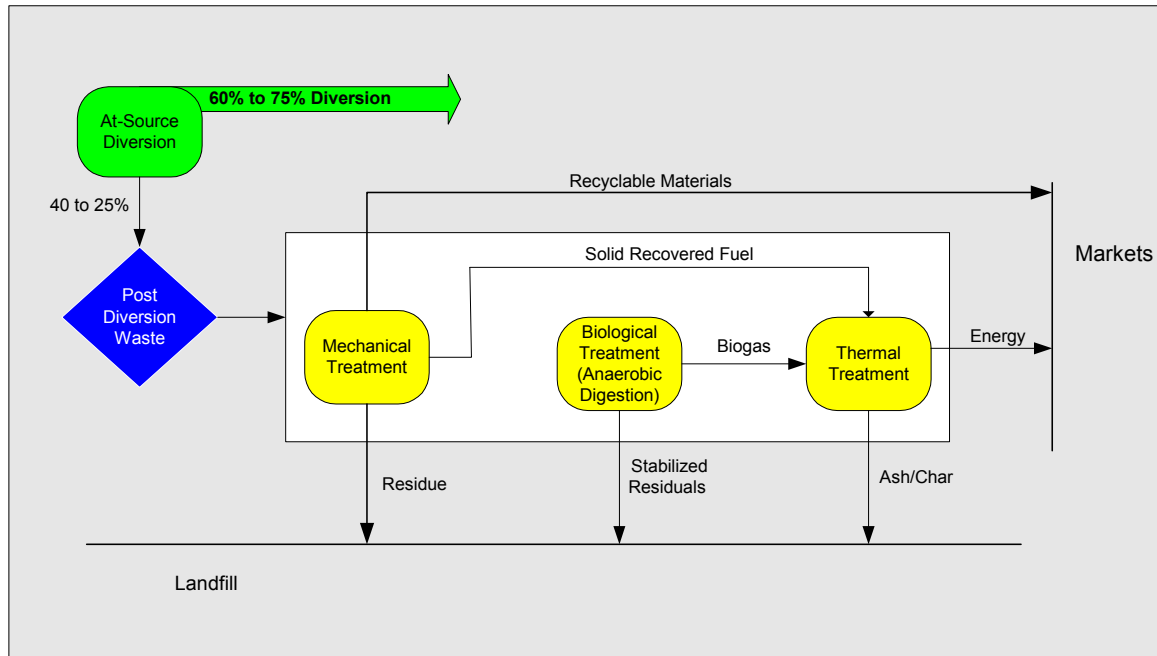 60% to 75% Diversion
At-Source
Diversion
40 to 25%
Recyclable Materials
Markets
Solid Recovered Fuel
Post
Diversion
Waste
Mechanical
Treatment
Biological
Treatment
(Anaerobic
Digestion)
Biogas
Thermal
Treatment
Energy
Residue
Stabilized
Residuals
Ash/Char
Landfill